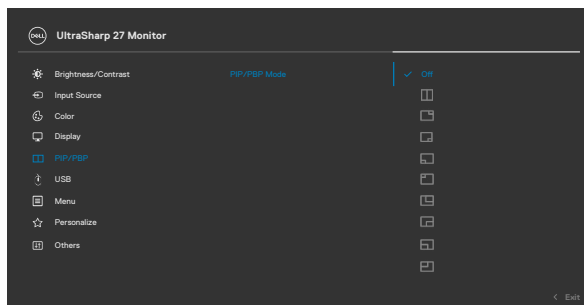 DELL UltraSharp 27 Monitor
Brightness/Contrast PIP/PBP Mode Off
Input Source
Color
Display
PIP/PBP
USB
Menu
Personalize
Others
Exit